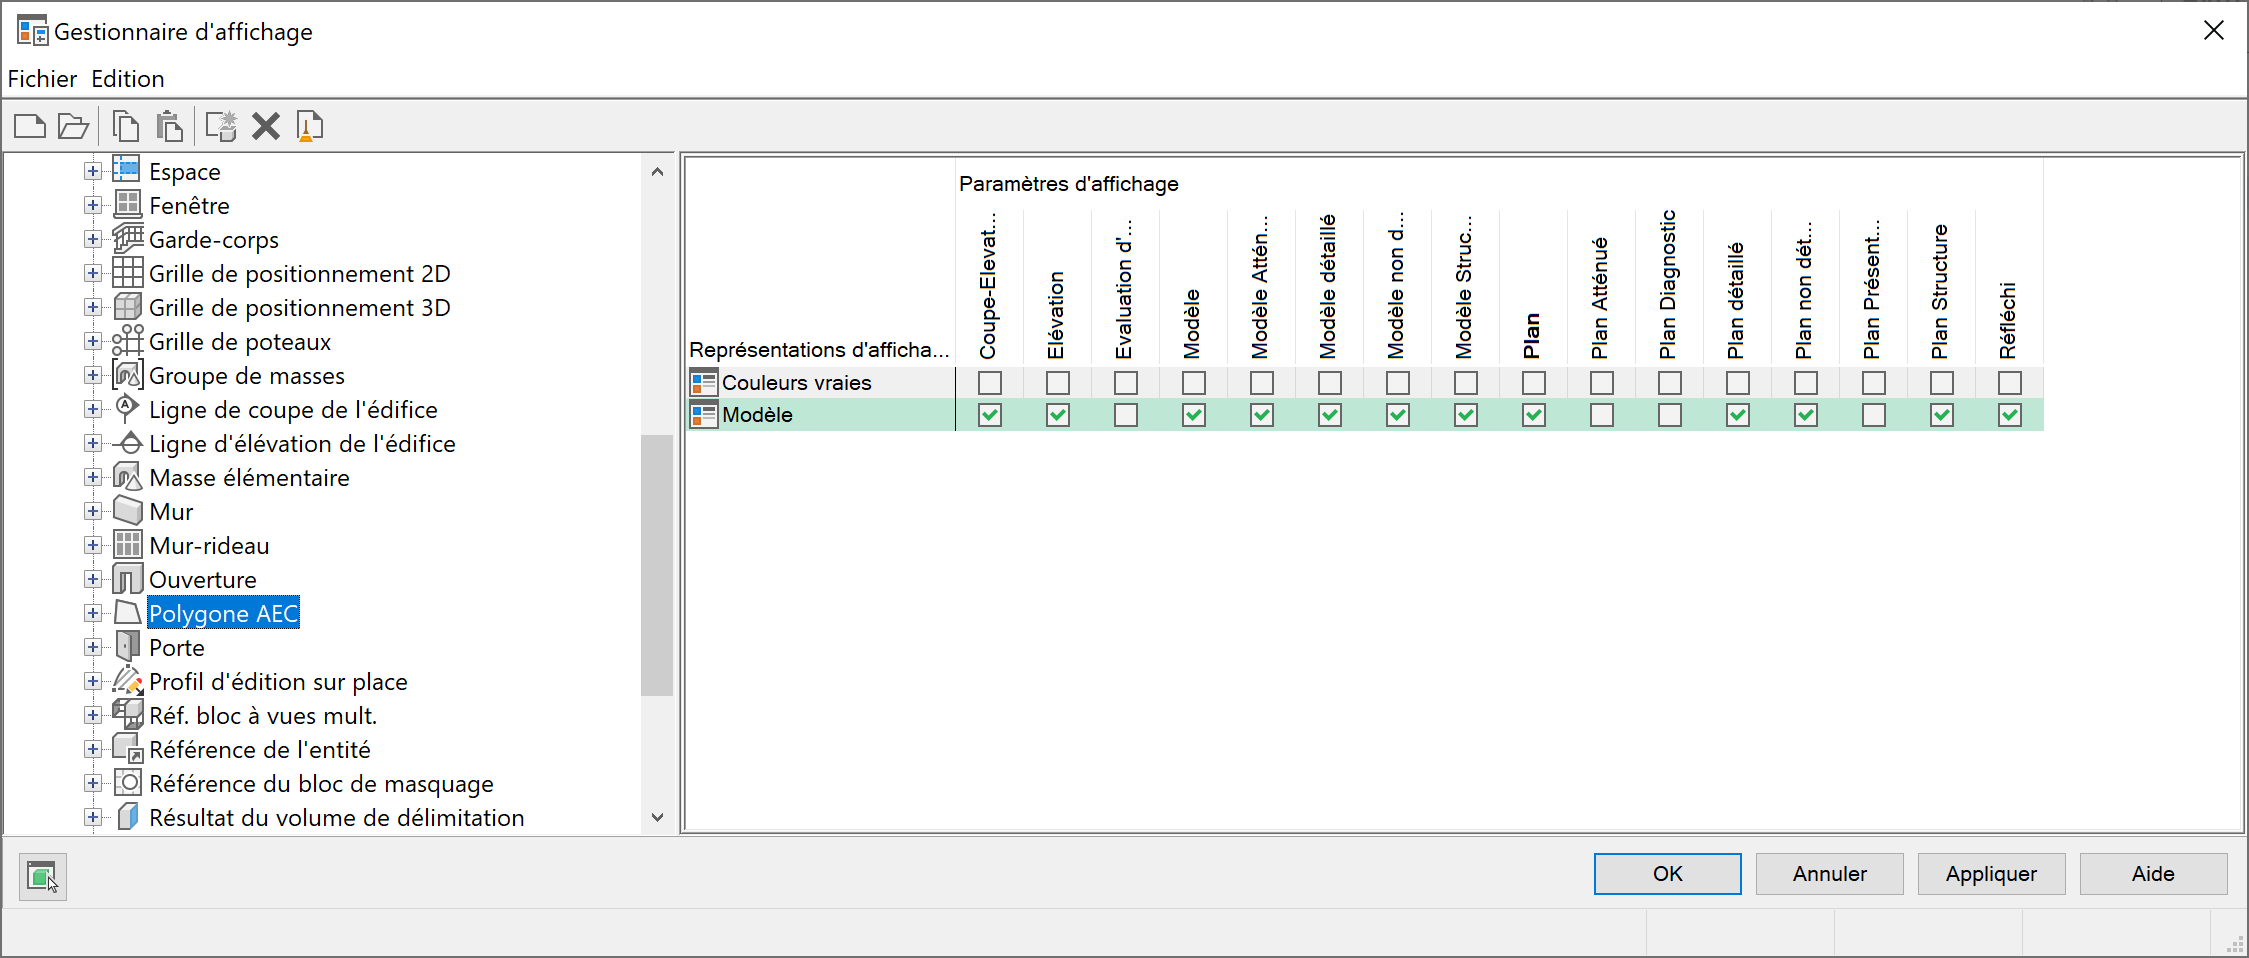 Gestionnaire d'affichage
Fichier Edition
Espace
Fenêtre
Garde-corps
Grille de positionnement 2D
Grille de positionnement 3D
Grille de poteaux
Groupe de masses
Ligne de coupe de l'édifice
Ligne d'élévation de l'édifice
Masse élémentaire
Mur
Mur-rideau
Ouverture
Polygone AEC
Porte
Profil d'édition sur place
Réf. bloc à vues mult.
Référence de l'entité
Référence du bloc de masquage
Résultat du volume de délimitation
Paramètres d'affichage
Représentations d'afficha...
Coupe-Elevat...
Elévation
Evaluation d'...
Modèle
Modèle Attén...
Modèle détaillé
Modèle non d...
Modèle Struc...
Plan
Plan Atténué
Plan Diagnostic
Plan détaillé
Plan non dét...
Plan Présent...
Plan Structure
Réfléchi
Couleurs vraies
Modèle
OK
Annuler
Appliquer
Aide